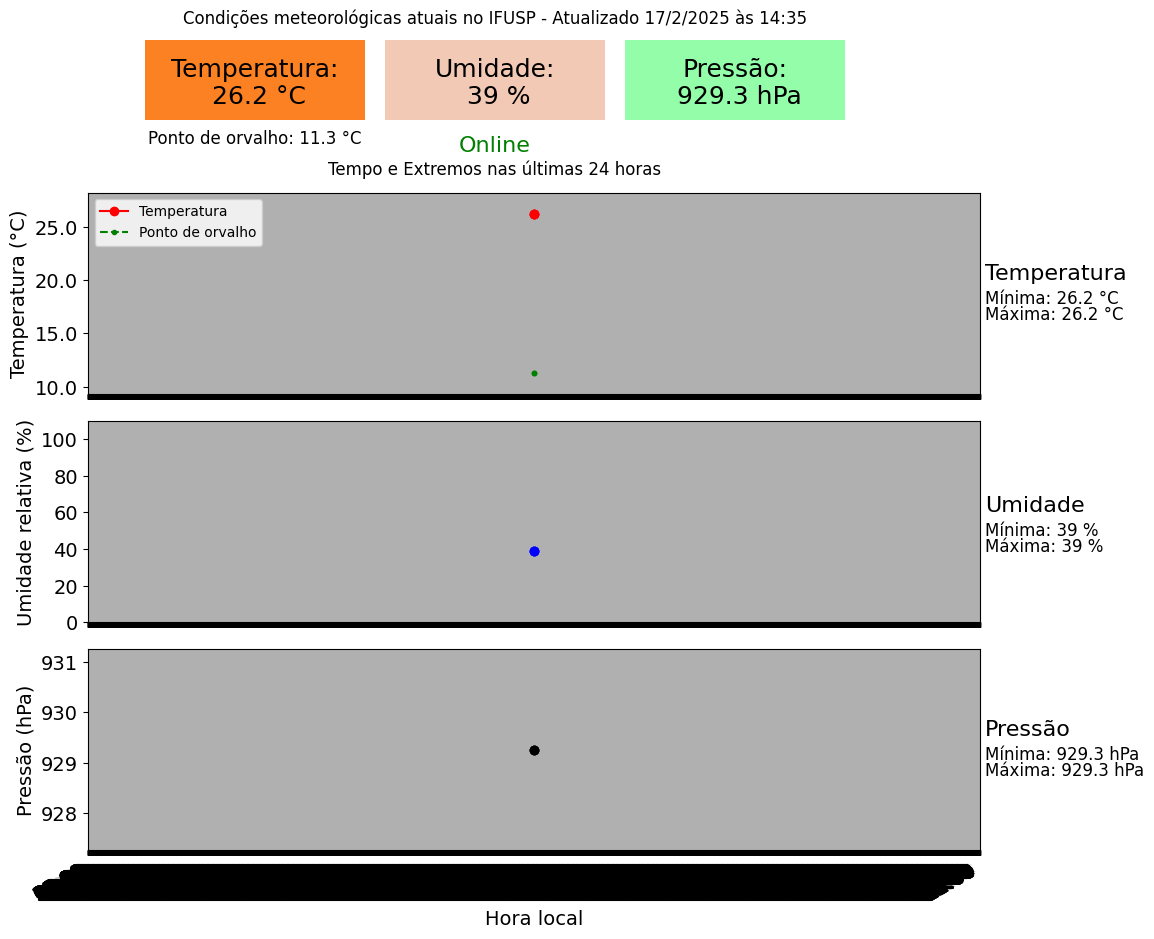 Condições meteorológicas atuais no IFUSP - Atualizado 17/2/2025 às 14:35
Temperatura:
26.2 °C
Umidade:
39 %
Pressão:
929.3 hPa
Ponto de orvalho: 11.3 °C
Online
Tempo e Extremos nas últimas 24 horas
Temperatura (°C)
25.0
20.0
15.0
10.0
Temperatura
Ponto de orvalho
Temperatura
Mínima: 26.2 °C
Máxima: 26.2 °C
Umidade relativa (%)
100
80
60
40
20
0
Umidade
Mínima: 39 %
Máxima: 39 %
Pressão (hPa)
931
930
929
928
Pressão
Mínima: 929.3 hPa
Máxima: 929.3 hPa
Hora local